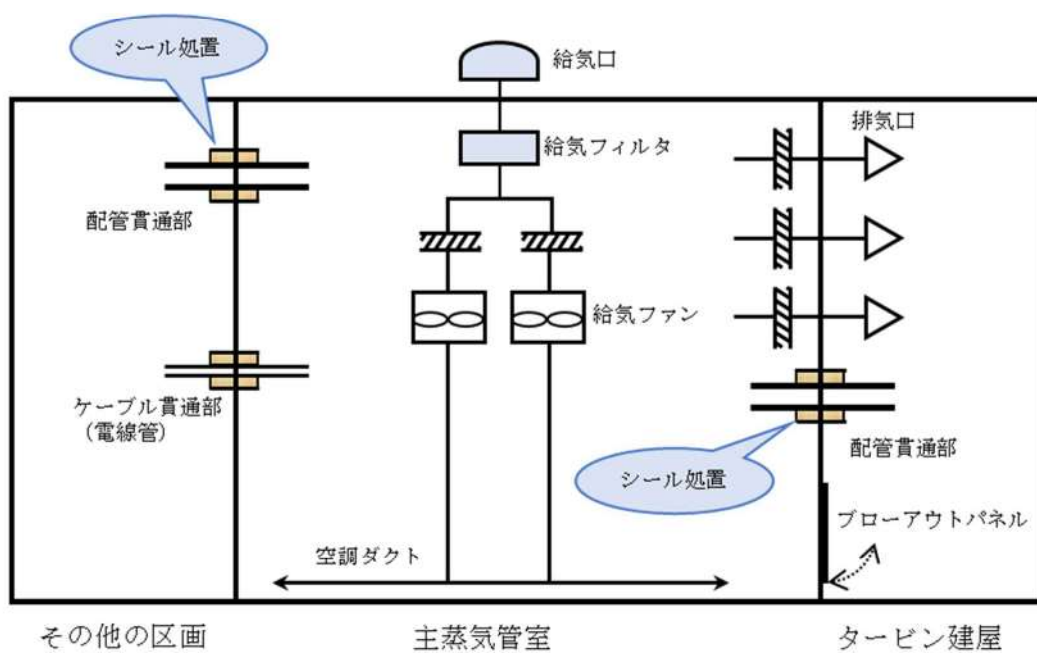 シール処置
給気口
排気口
給気フィルタ
配管貫通部
給気ファン
ケーブル貫通部
（電線管）
配管貫通部
シール処置
ブローアウトパネル
空調ダクト
その他の区画
主蒸気管室
タービン建屋